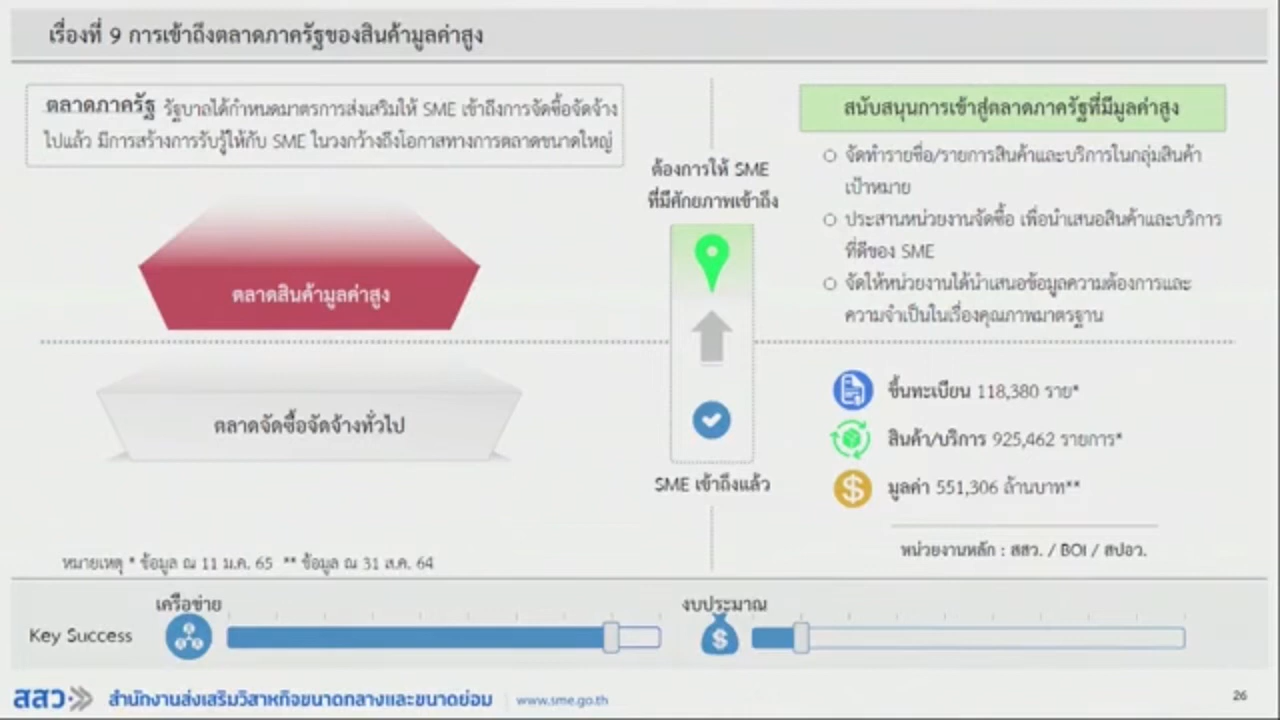 เรื่องที่ 9 การเข้าถึงตลาดภาครัฐของสินค้ามูลค่าสูง
ตลาดภาครัฐ รัฐบาลได้กำหนดมาตรการส่งเสริมให้ SME เข้าถึงการจัดซื้อจัดจ้าง
ไปแล้ว มีการสร้างการรับรู้ให้กับ SME ในวงกว้างถึงโอกาสทางการตลาดขนาดใหญ่
ตลาดสินค้ามูลค่าสูง
ตลาดจัดซื้อจัดจ้างทั่วไป
หมายเหตุ * ข้อมูล ณ 11 ม.ค. 65 ** ข้อมูล ณ 31 ส.ค. 64
ต้องการให้ SME
ที่มีศักยภาพเข้าถึง
SME เข้าถึงแล้ว
สนับสนุนการเข้าสู่ตลาดภาครัฐที่มีมูลค่าสูง
จัดทำรายชื่อ/รายการสินค้าและบริการในกลุ่มสินค้า
เป้าหมาย
ประสานหน่วยงานจัดซื้อ เพื่อนำเสนอสินค้าและบริการ
ที่ดีของ SME
จัดให้หน่วยงานได้นำเสนอข้อมูลความต้องการและ
ความจำเป็นในเรื่องคุณภาพมาตรฐาน
ขึ้นทะเบียน 118,380 ราย*
สินค้า/บริการ 925,462 รายการ*
มูลค่า 551,306 ล้านบาท**
หน่วยงานหลัก : สสว. / BOI / สปอว.
Key Success
เครือข่าย
งบประมาณ
สสว สำนักงานส่งเสริมวิสาหกิจขนาดกลางและขนาดย่อม www.sme.go.th
26